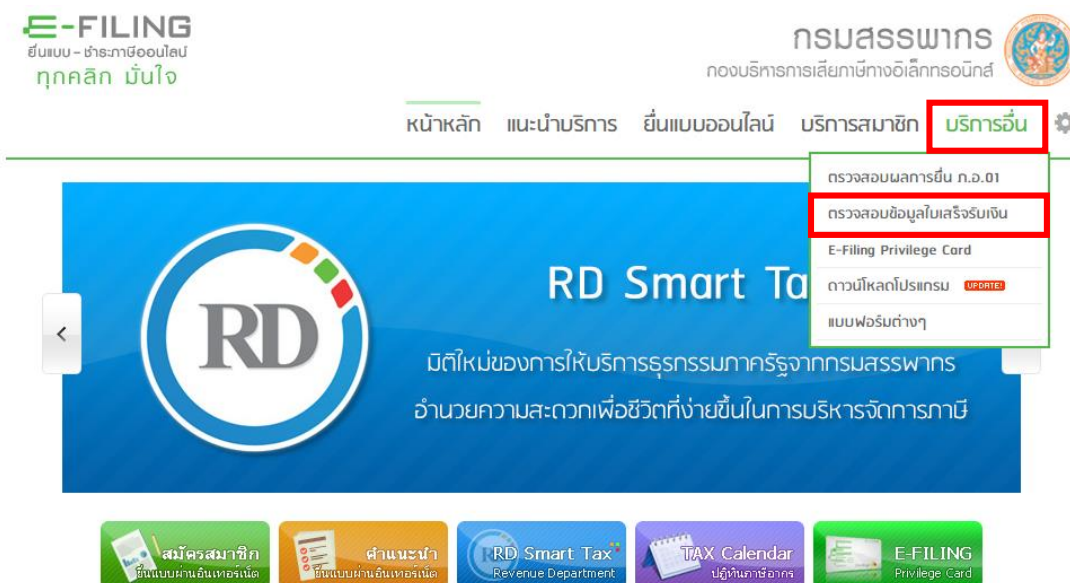 E-FILING
ยื่นแบบ - ชำระภาษีออนไลน์
ทุกคลิก มั่นใจ
กรมสรรพากร
กองบริหารการเสียภาษีทางอิเล็กทรอนิกส์
หน้าหลัก แนะนำบริการ ยื่นแบบออนไลน์ บริการสมาชิก บริการอื่น
ตรวจสอบผลการยื่น ภ.อ.01
ตรวจสอบข้อมูลใบเสร็จรับเงิน
E-Filing Privilege Card
ดาวน์โหลดโปรแกรม UPDATE!
แบบฟอร์มต่างๆ
RD
RD Smart Ta
มิติใหม่ของการให้บริการธุรกรรมภาครัฐจากกรมสรรพากร
อำนวยความสะดวกเพื่อชีวิตที่ง่ายขึ้นในการบริหารจัดการภาษี
สมัครสมาชิก
ยื่นแบบผ่านอินเทอร์เน็ต
คำแนะนำ
ยื่นแบบผ่านอินเทอร์เน็ต
RD Smart Tax
Revenue Department
TAX Calendar
ปฏิทินภาษีอากร
E-FILING
Privilege Card